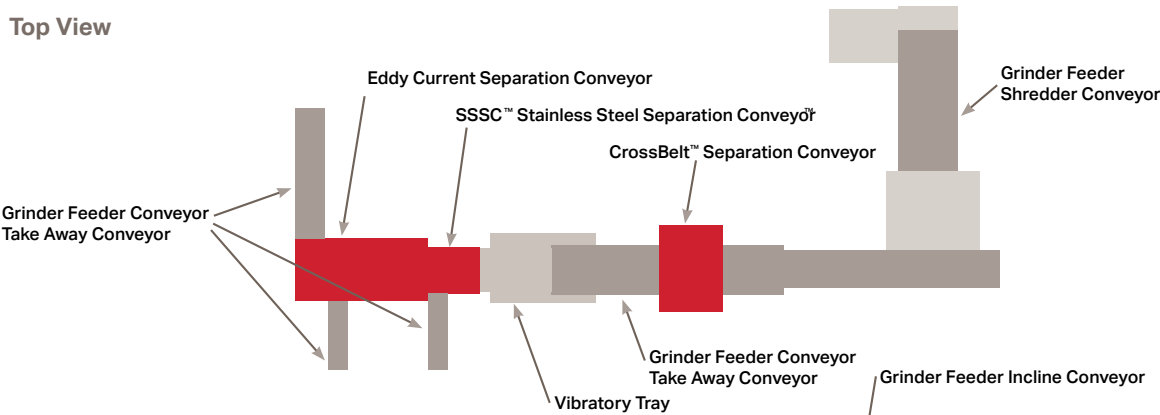 Top View
Eddy Current Separation Conveyor
Grinder Feeder
Shredder Conveyor
SSSC™ Stainless Steel Separation Conveyor™
CrossBelt™ Separation Conveyor
Grinder Feeder Conveyor
Take Away Conveyor
Grinder Feeder Conveyor
Take Away Conveyor
Grinder Feeder Incline Conveyor
Vibratory Tray